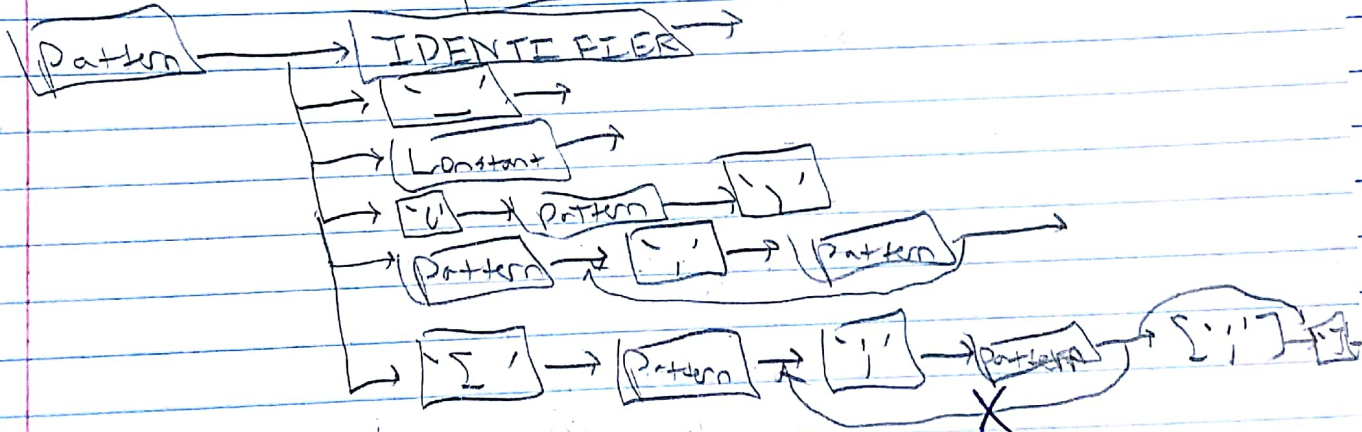 Pattern IDENTIFIER
'_'
Constant
'(' pattern ')'
pattern ',' pattern
'[' pattern ';' pattern [';'] ']'
X